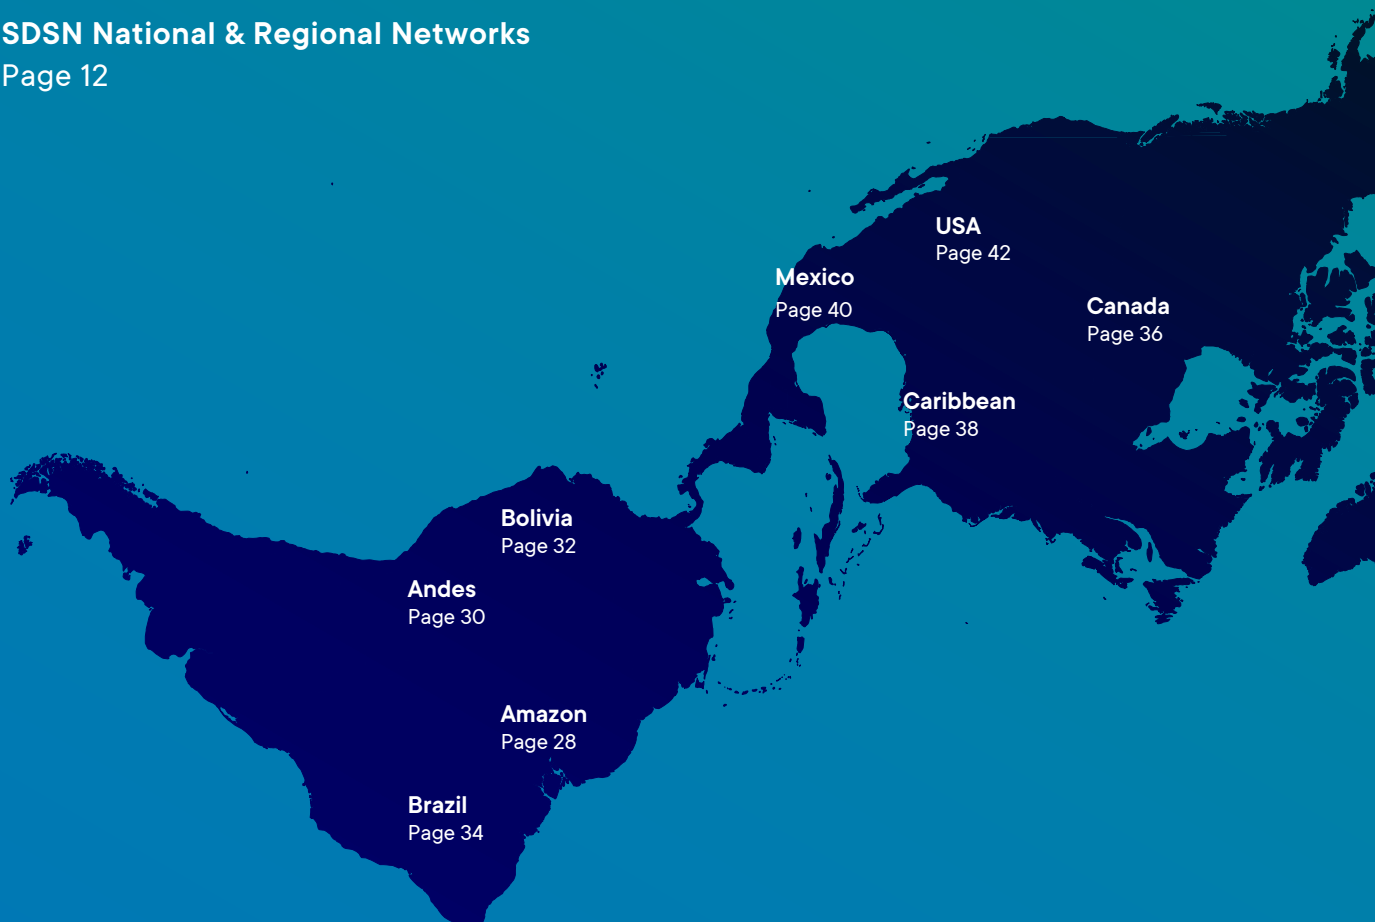 SDSN National & Regional Networks
Page 12
USA
Page 42
Mexico
Page 40
Canada
Page 36
Caribbean
Page 38
Bolivia
Page 32
Andes
Page 30
Amazon
Page 28
Brazil
Page 34